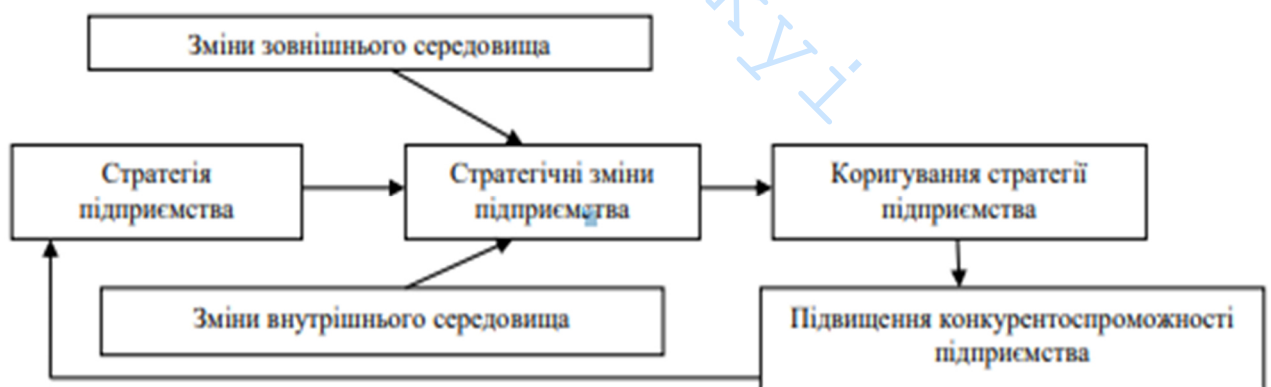 Зміни зовнішнього середовища
Стратегія
підприємства
Стратегічні зміни
підприємства
Коригування стратегії
підприємства
Зміни внутрішнього середовища
Підвищення конкурентоспроможності
підприємства